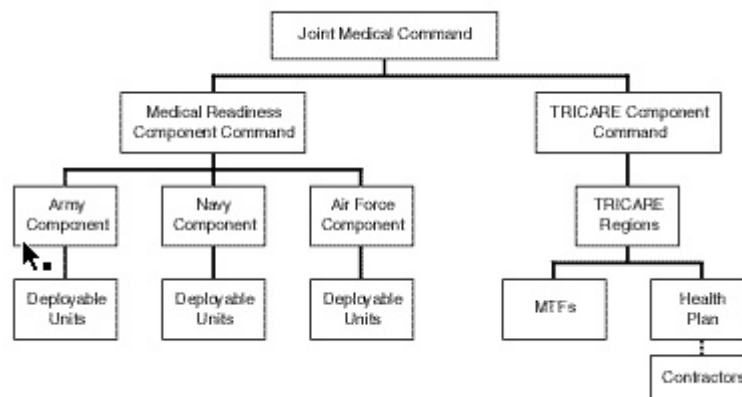 Joint Medical Command
Medical Readiness
Component Command
TRICARE Component
Command
Army
Component
Navy
Component
Air Force
Component
TRICARE
Regions
Deployable
Units
Deployable
Units
Deployable
Units
MTFs
Health
Plan
Contractors